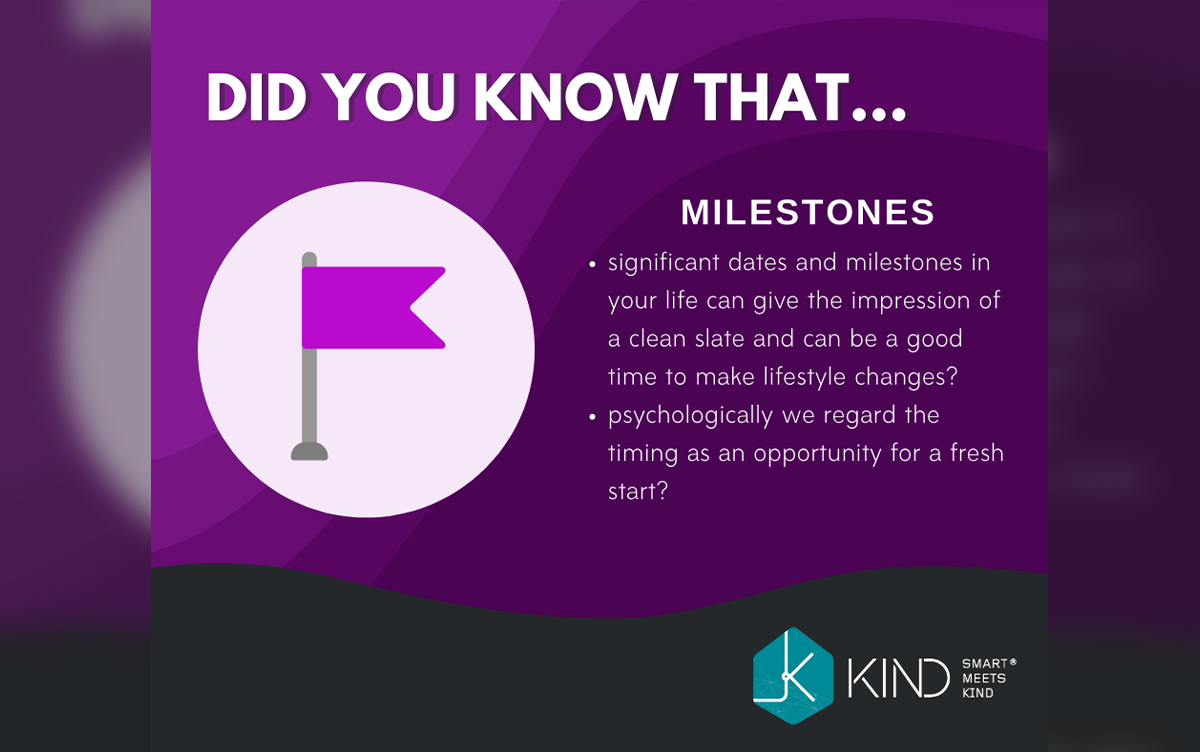 DID YOU KNOW THAT...
MILESTONES
• significant dates and milestones in
your life can give the impression of
a clean slate and can be a good
time to make lifestyle changes?
• psychologically we regard the
timing as an opportunity for a fresh
start?
K KIND
SMART®
MEETS
KIND